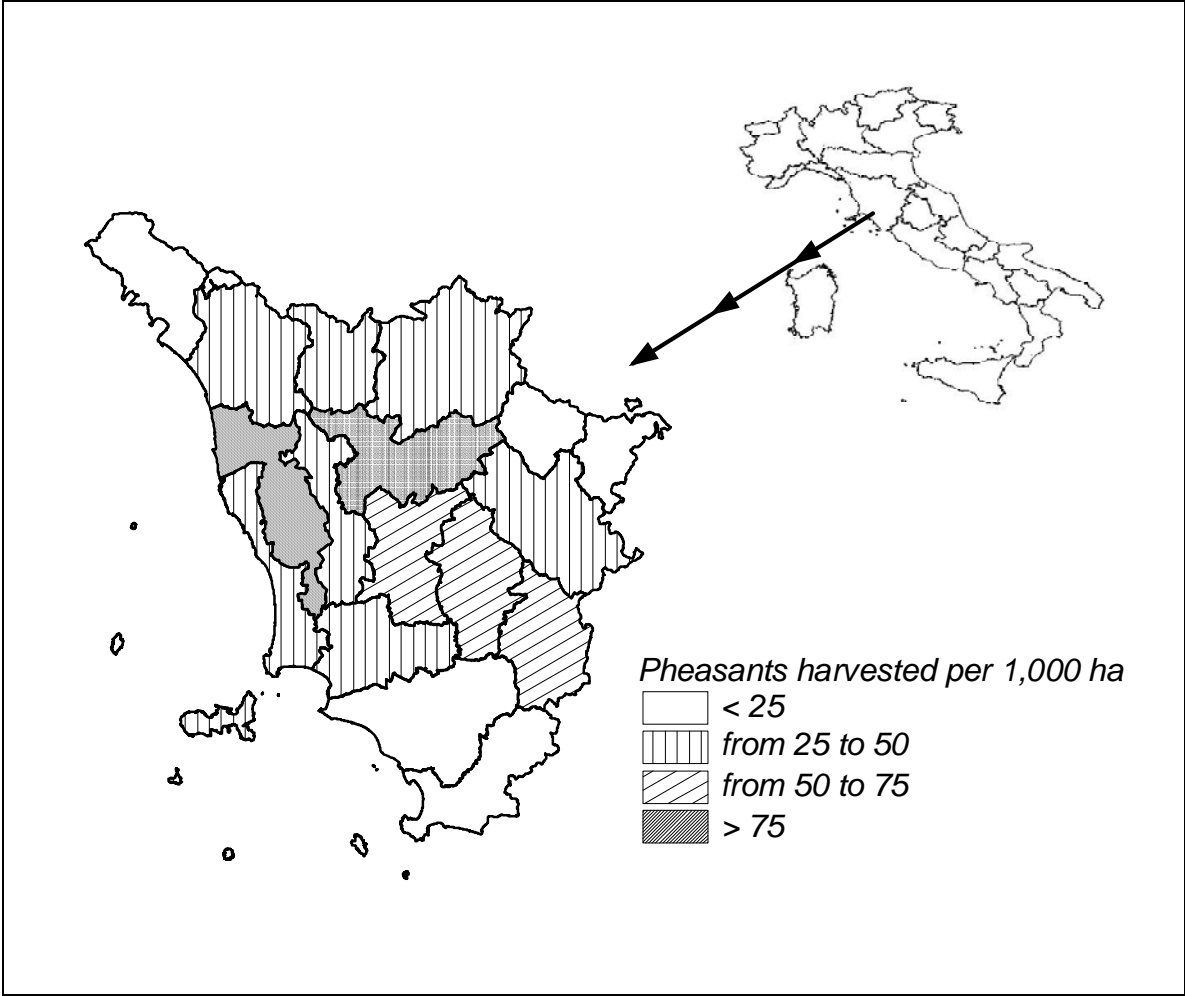 Pheasants harvested per 1,000 ha
< 25
from 25 to 50
from 50 to 75
> 75